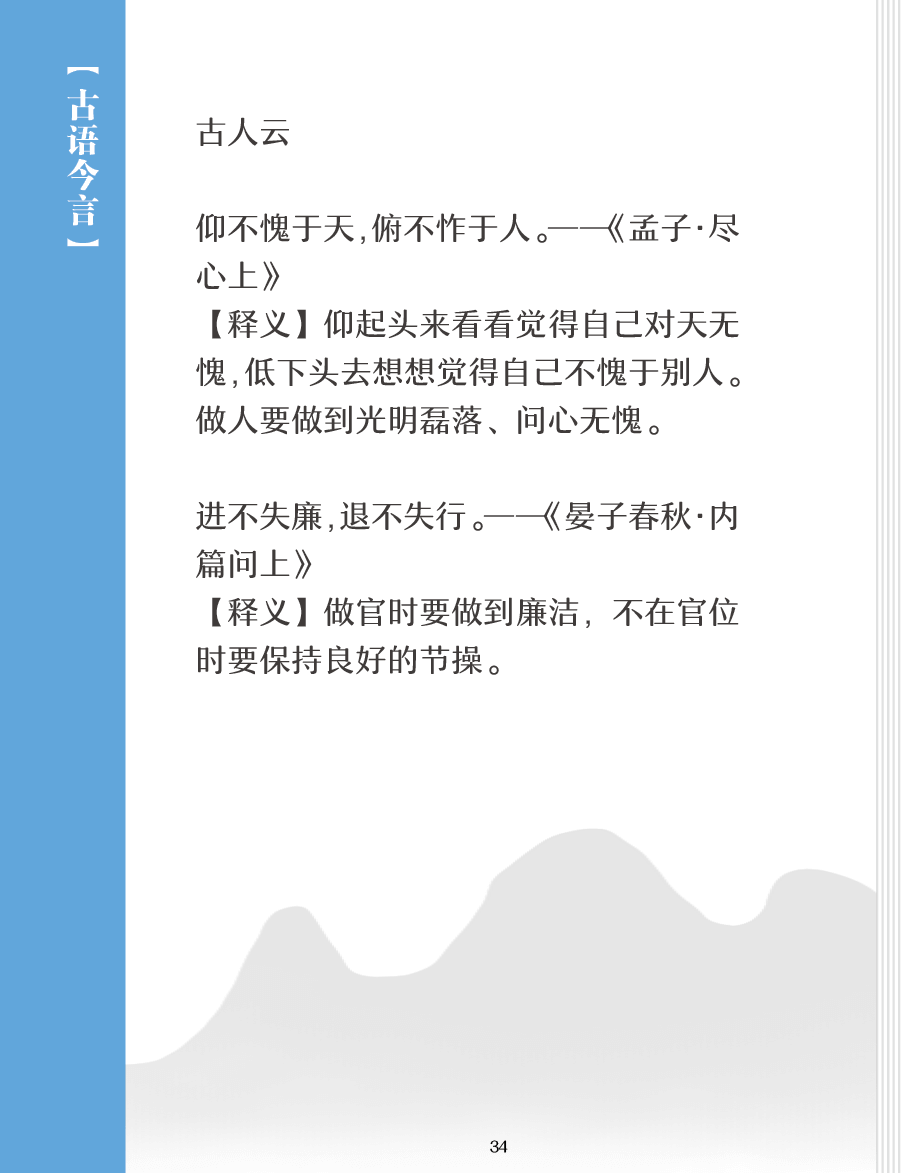 【古语今言】
古人云
仰不愧于天,俯不怍于人。——《孟子·尽
心上》
【释义】仰起头来看看觉得自己对天无
愧,低下头去想想觉得自己不愧于别人。
做人要做到光明磊落、问心无愧。
进不失廉,退不失行。——《晏子春秋·内
篇问上》
【释义】做官时要做到廉洁，不在官位
时要保持良好的节操。
34